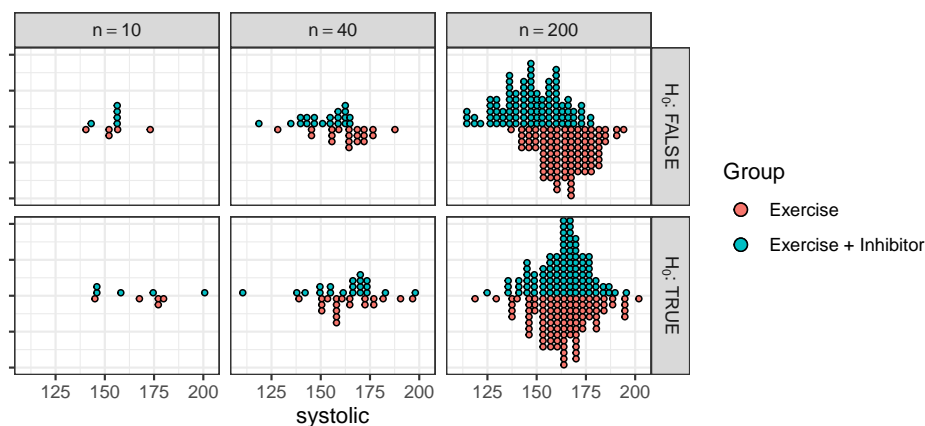 n = 10 n = 40 n = 200
H₀: FALSE
H₀: TRUE
125 150 175 200 125 150 175 200 125 150 175 200
systolic
Group
Exercise
Exercise + Inhibitor